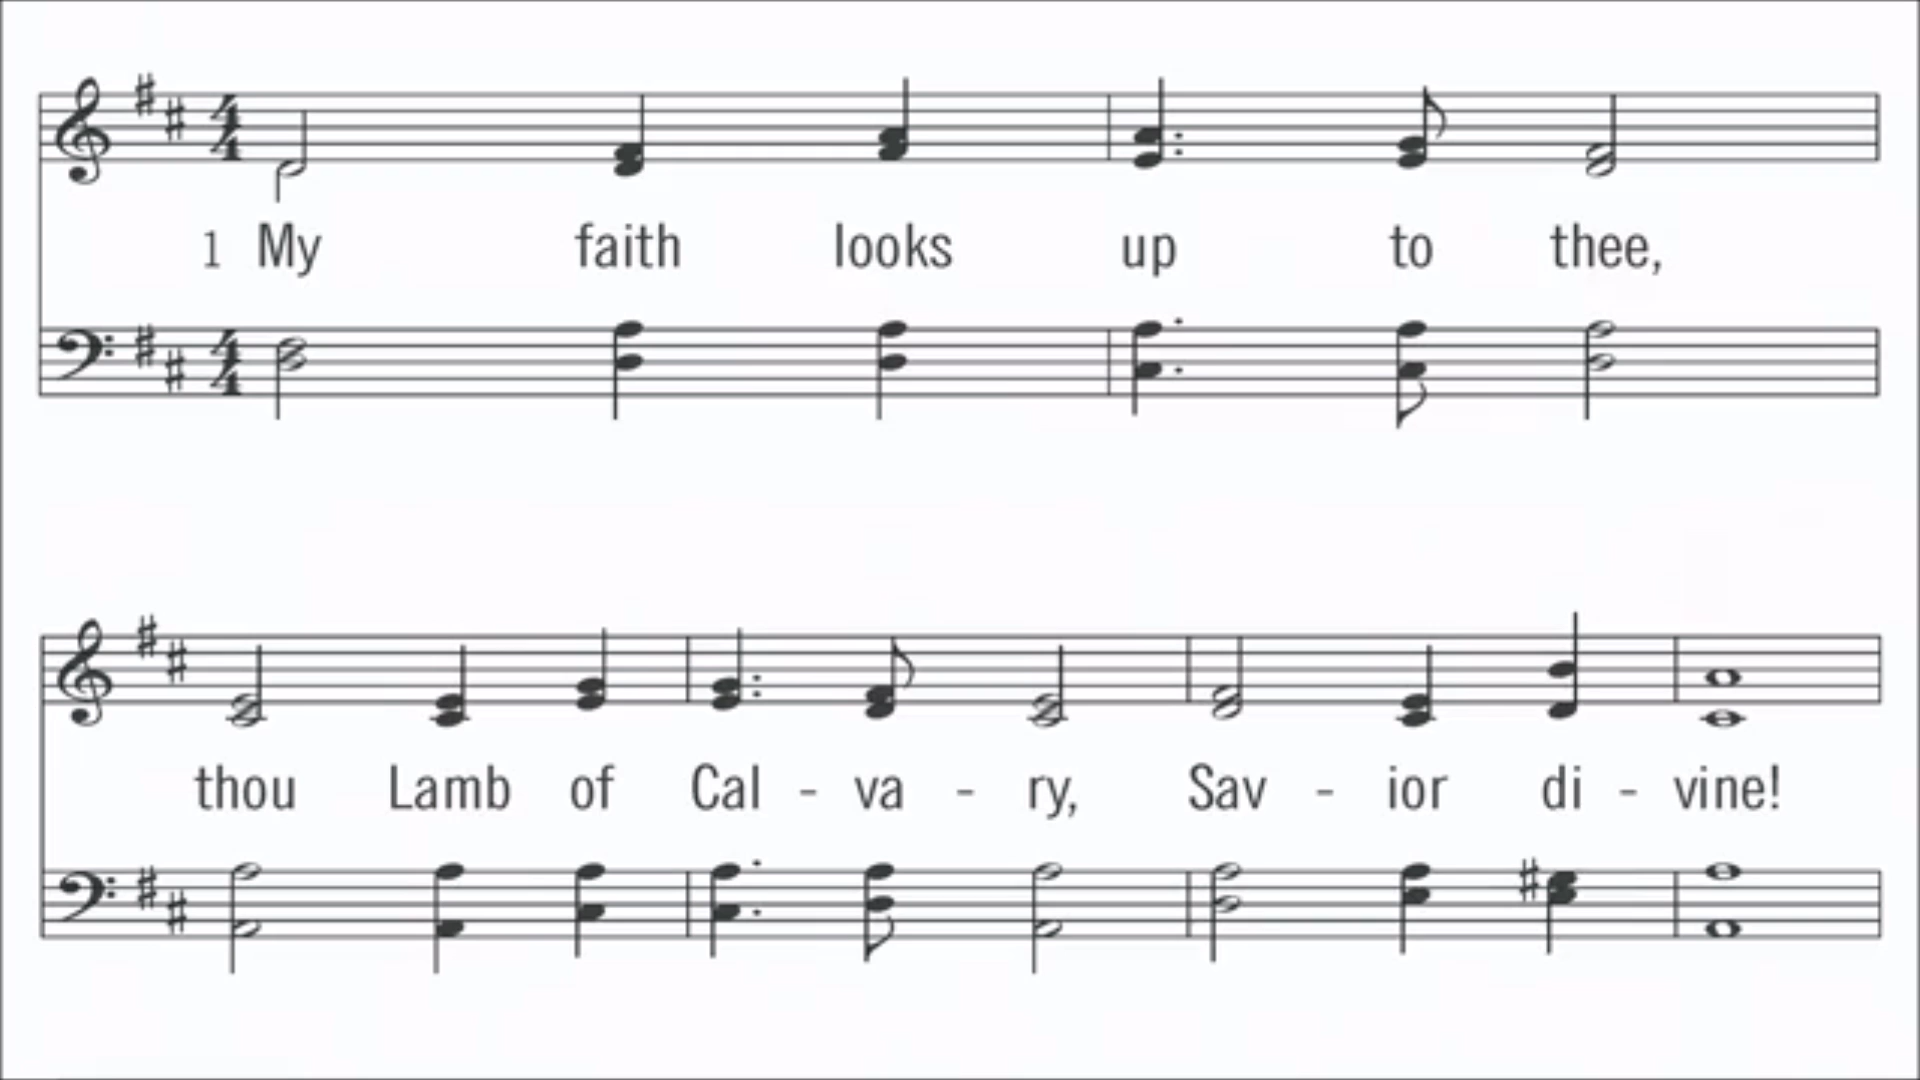 1 My faith looks up to thee,
thou Lamb of Cal - va - ry, Sav - ior di - vine!